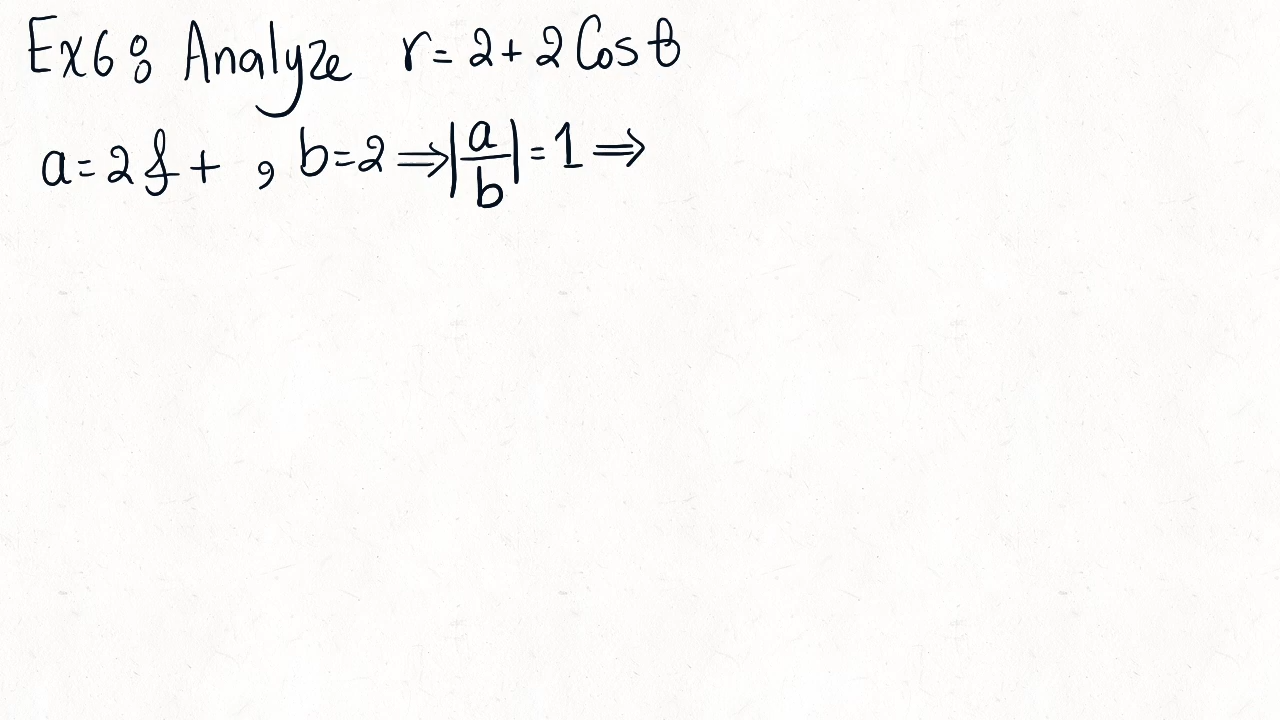 Ex6: Analyze r = 2 + 2 Cos θ
a = 2 & + , b = 2 ⇒ |a/b| = 1 ⇒